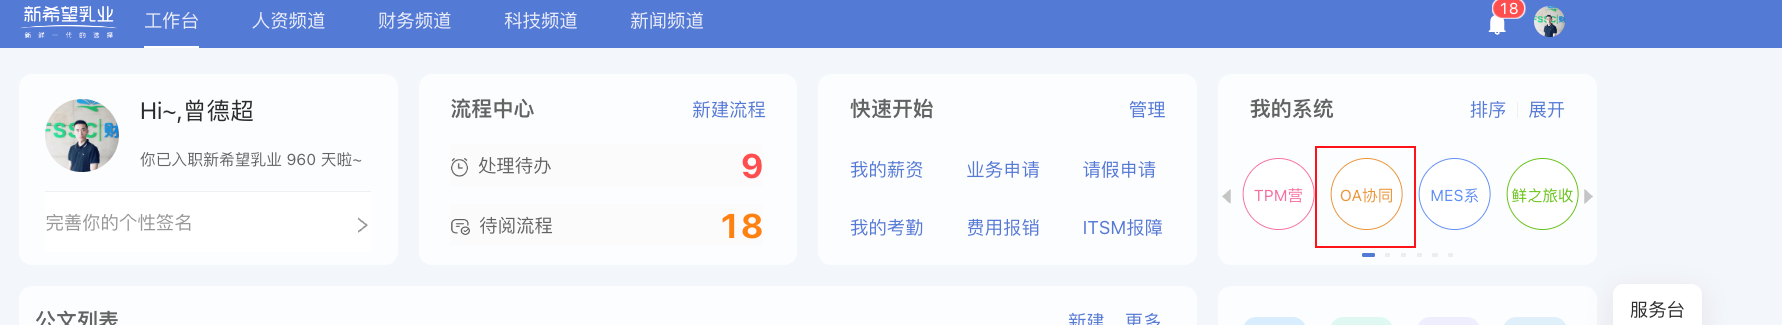 新希望乳业
新鲜一代的选择
工作台 人资频道 财务频道 科技频道 新闻频道
18
Hi~,曾德超
你已入职新希望乳业 960 天啦~
完善你的个性签名
流程中心 新建流程
处理待办 9
待阅流程 18
快速开始 管理
我的薪资 业务申请 请假申请
我的考勤 费用报销 ITSM报障
我的系统 排序 展开
TPM营 OA协同 MES系 鲜之旅收
公文列表 新建 更多
服务台